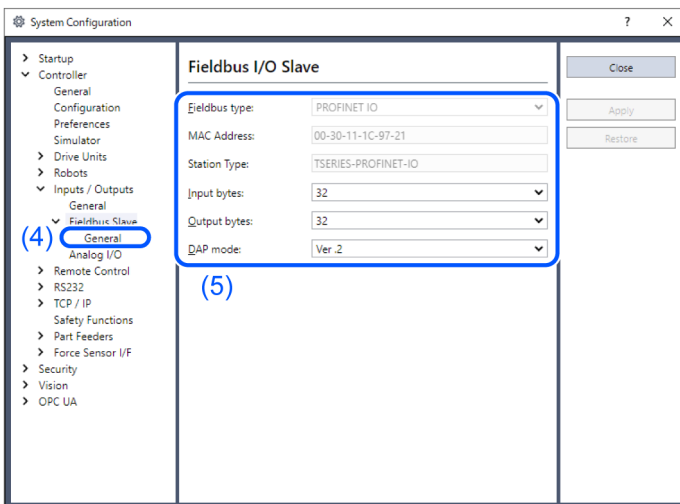 System Configuration
?
Startup
Controller
General
Configuration
Preferences
Simulator
Drive Units
Robots
Inputs / Outputs
General
Fieldbus Slave
(4)
General
Analog I/O
Remote Control
RS232
TCP / IP
Safety Functions
Part Feeders
Force Sensor I/F
Security
Vision
OPC UA
Fieldbus I/O Slave
Fieldbus type: PROFINET IO
MAC Address: 00-30-11-1C-97-21
Station Type: TSERIES-PROFINET-IO
Input bytes: 32
Output bytes: 32
DAP mode: Ver .2
(5)
Close
Apply
Restore